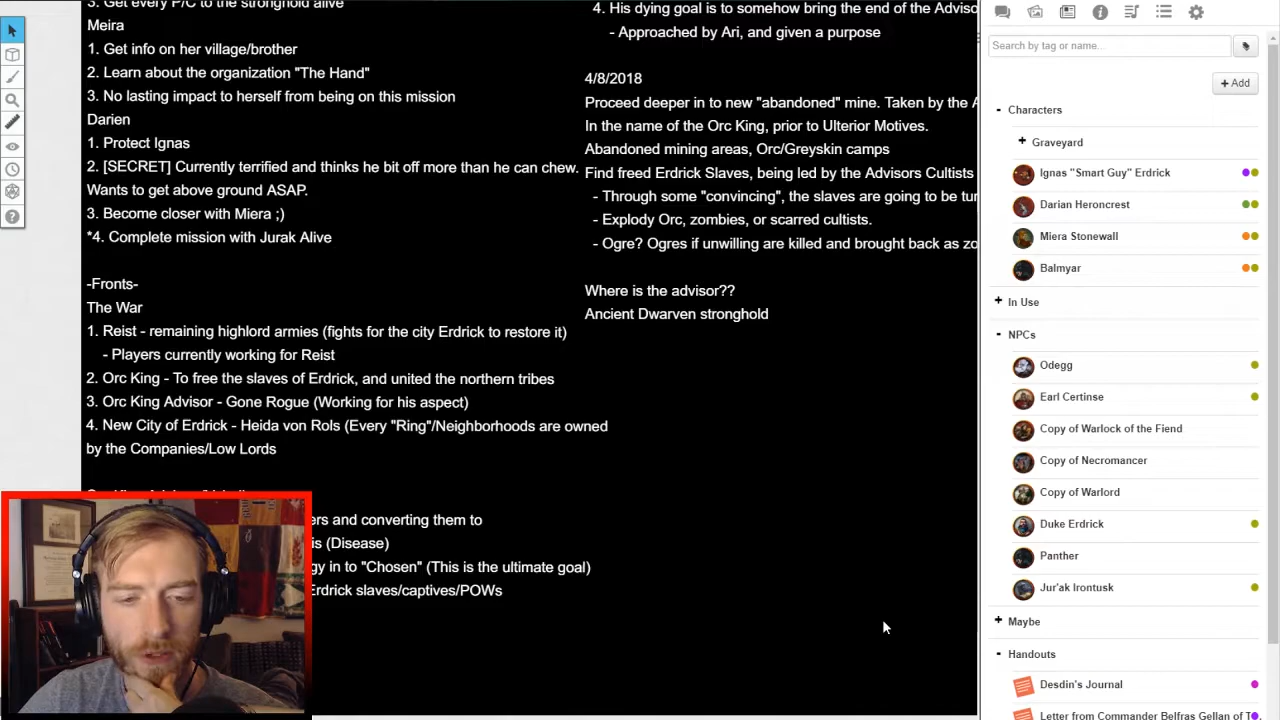 3. Get every P/C to the stronghold alive
Meira
1. Get info on her village/brother
2. Learn about the organization "The Hand"
3. No lasting impact to herself from being on this mission
Darien
1. Protect Ignas
2. [SECRET] Currently terrified and thinks he bit off more than he can chew.
Wants to get above ground ASAP.
3. Become closer with Miera ;)
*4. Complete mission with Jurak Alive
-Fronts-
The War
1. Reist - remaining highlord armies (fights for the city Erdrick to restore it)
- Players currently working for Reist
2. Orc King - To free the slaves of Erdrick, and united the northern tribes
3. Orc King Advisor - Gone Rogue (Working for his aspect)
4. New City of Erdrick - Heida von Rols (Every "Ring"/Neighborhoods are owned
by the Companies/Low Lords
ers and converting them to
is (Disease)
gy in to "Chosen" (This is the ultimate goal)
Erdrick slaves/captives/POWs
4. His dying goal is to somehow bring the end of the Adviso
- Approached by Ari, and given a purpose
4/8/2018
Proceed deeper in to new "abandoned" mine. Taken by the
In the name of the Orc King, prior to Ulterior Motives.
Abandoned mining areas, Orc/Greyskin camps
Find freed Erdrick Slaves, being led by the Advisors Cultists
- Through some "convincing", the slaves are going to be tu
- Explody Orc, zombies, or scarred cultists.
- Ogre? Ogres if unwilling are killed and brought back as zo
Where is the advisor??
Ancient Dwarven stronghold
Search by tag or name...
+ Add
- Characters
+ Graveyard
Ignas "Smart Guy" Erdrick
Darian Heroncrest
Miera Stonewall
Balmyar
+ In Use
- NPCs
Odegg
Earl Certinse
Copy of Warlock of the Fiend
Copy of Necromancer
Copy of Warlord
Duke Erdrick
Panther
Jur'ak Irontusk
+ Maybe
- Handouts
Desdin's Journal
Letter from Commander Belfras Gellan of T